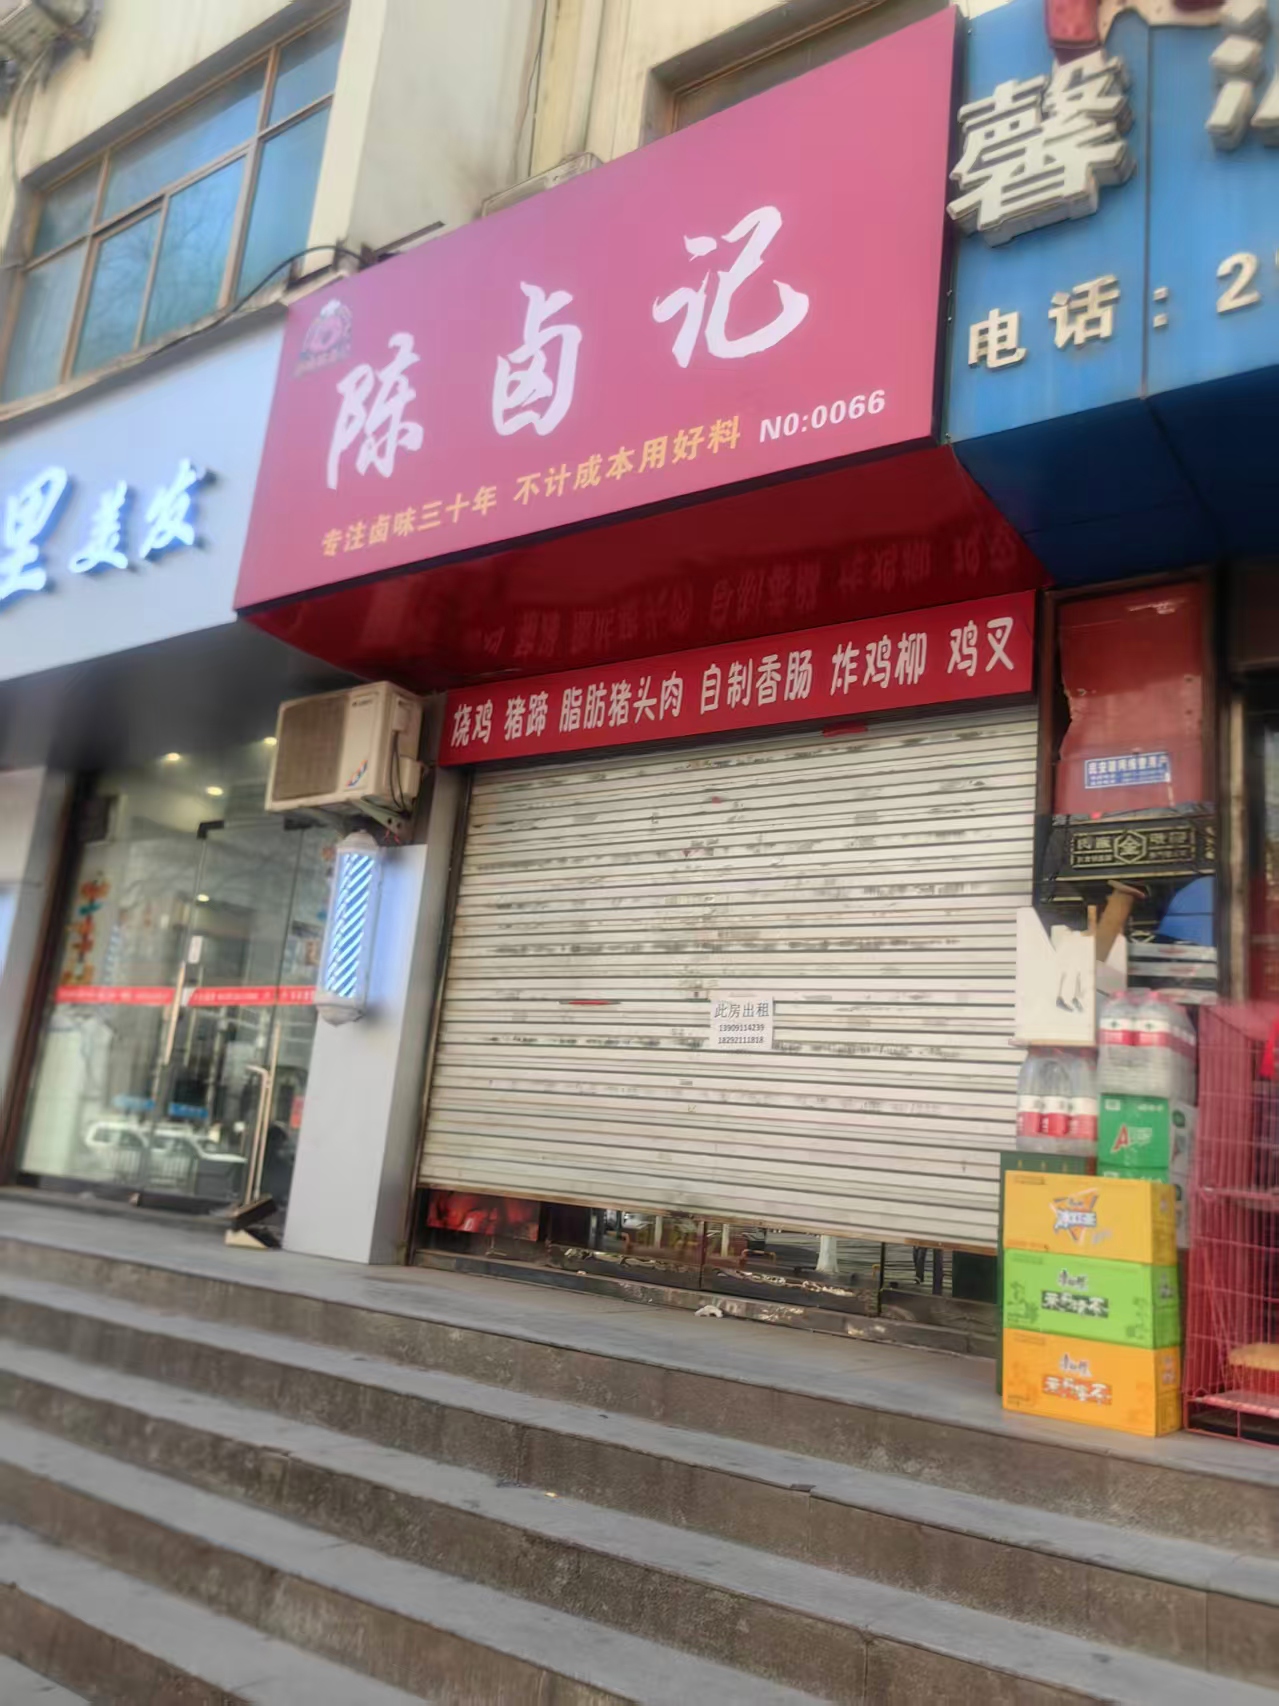 陈卤记
专注卤味三十年 不计成本用好料 N0:0066
烧鸡 猪蹄 脂肪猪头肉 自制香肠 炸鸡柳 鸡叉
此房出租
13909114239
18292111818
里美发
馨
电话:2